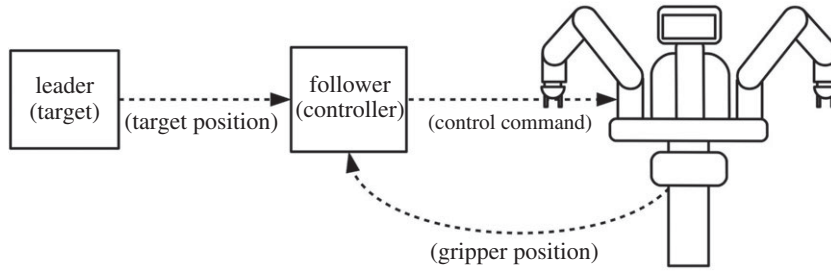 leader
(target)
(target position)
follower
(controller)
(control command)
(gripper position)